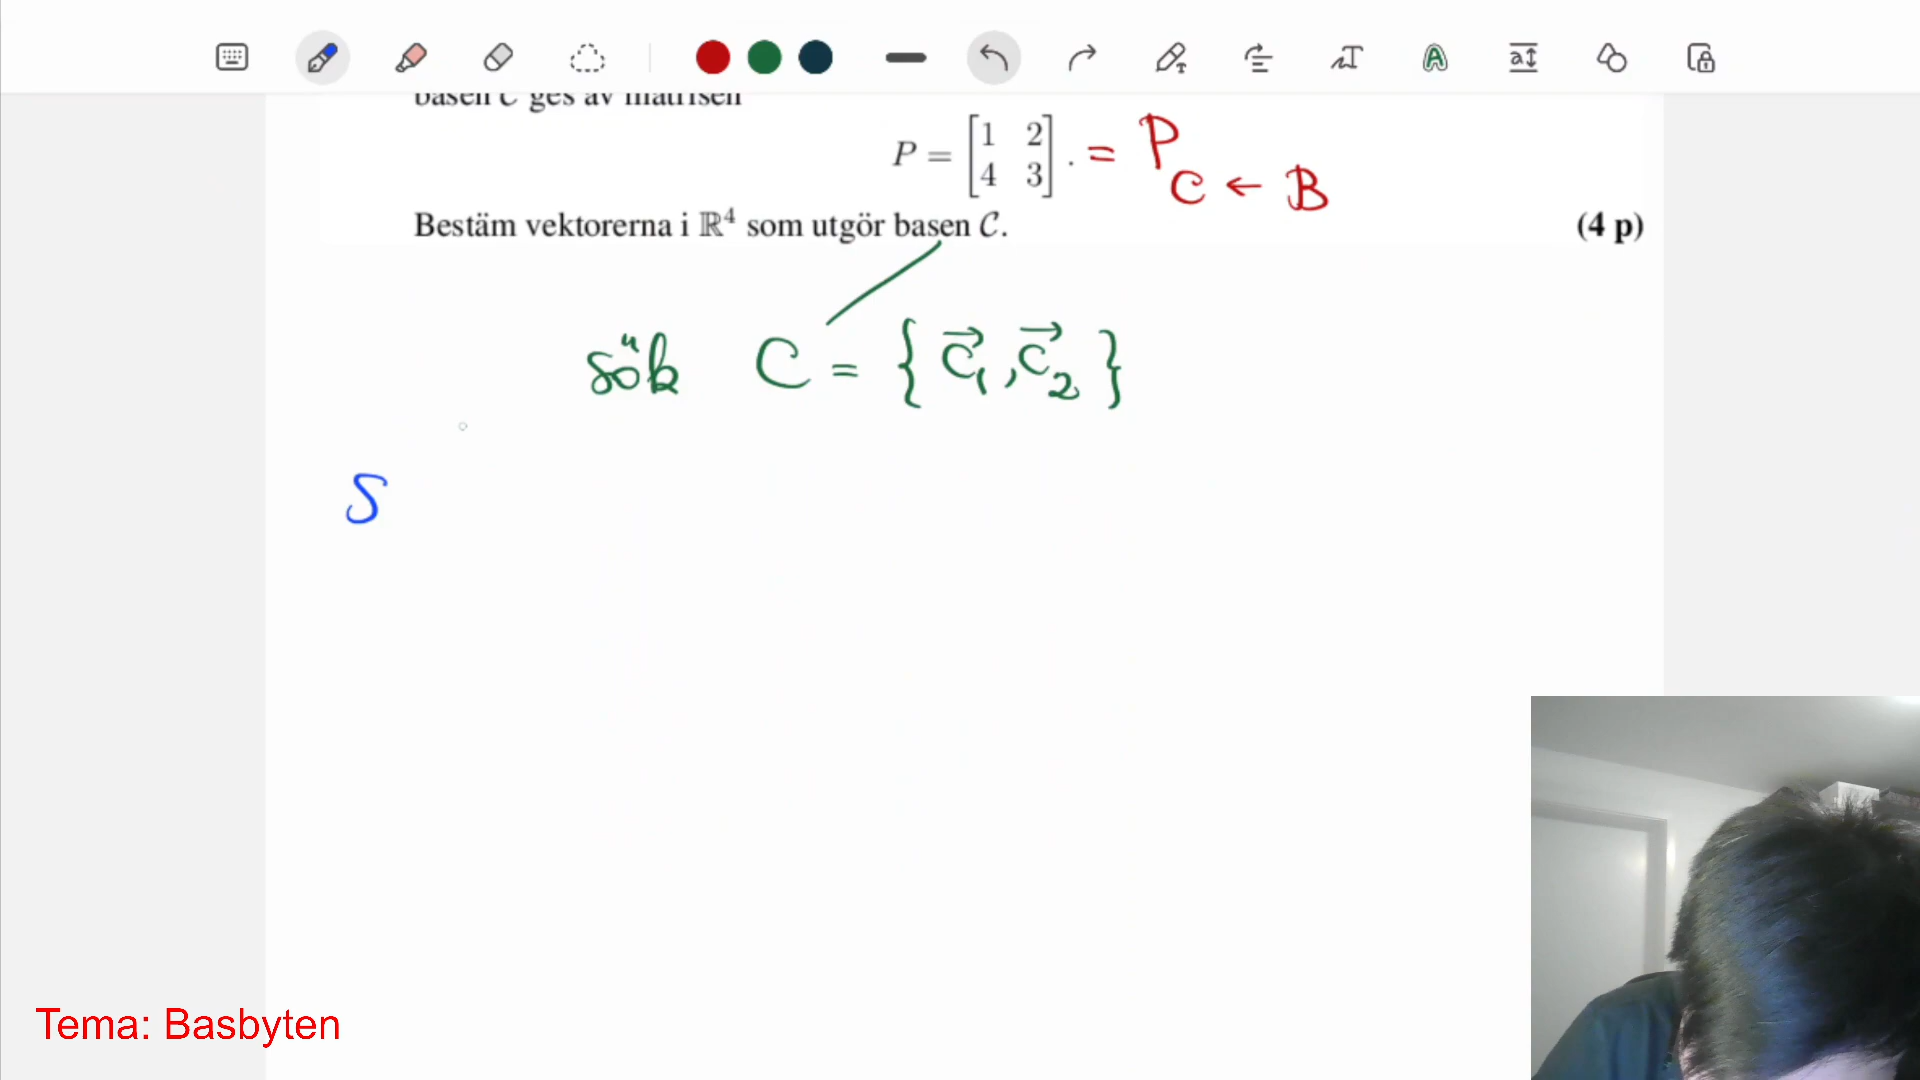 basen C ges av matrisen
P = [1 2
4 3]. = P C ← B
Bestäm vektorerna i ℝ⁴ som utgör basen C.
(4 p)
sök C = { c⃗₁, c⃗₂ }
S
Tema: Basbyten